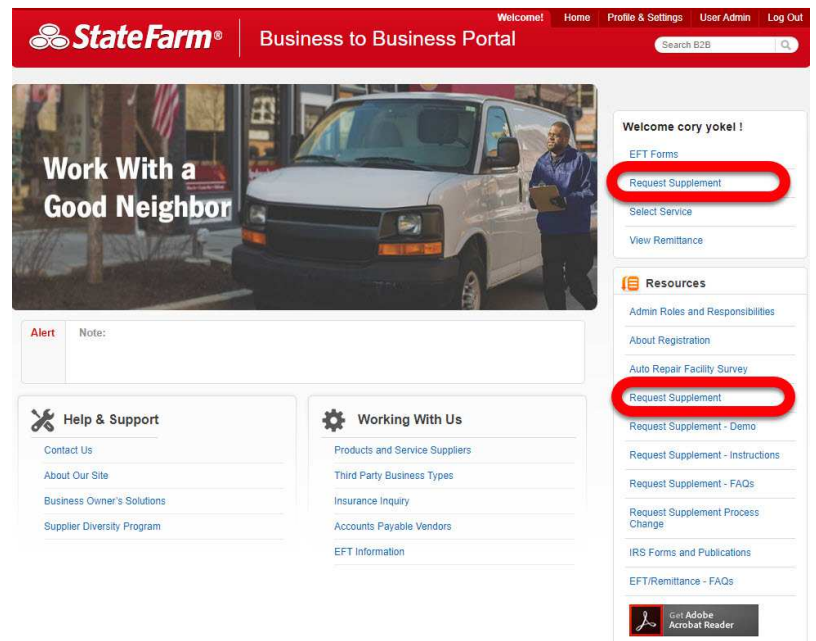 Welcome! Home Profile & Settings User Admin Log Out
StateFarm® Business to Business Portal
Search B2B
Work With a
Good Neighbor
Welcome cory yokel !
EFT Forms
Request Supplement
Select Service
View Remittance
Resources
Admin Roles and Responsibilities
About Registration
Auto Repair Facility Survey
Request Supplement
Request Supplement - Demo
Request Supplement - Instructions
Request Supplement - FAQs
Request Supplement Process
Change
IRS Forms and Publications
EFT/Remittance - FAQs
Get Adobe
Acrobat Reader
Alert Note:
Help & Support
Contact Us
About Our Site
Business Owner's Solutions
Supplier Diversity Program
Working With Us
Products and Service Suppliers
Third Party Business Types
Insurance Inquiry
Accounts Payable Vendors
EFT Information